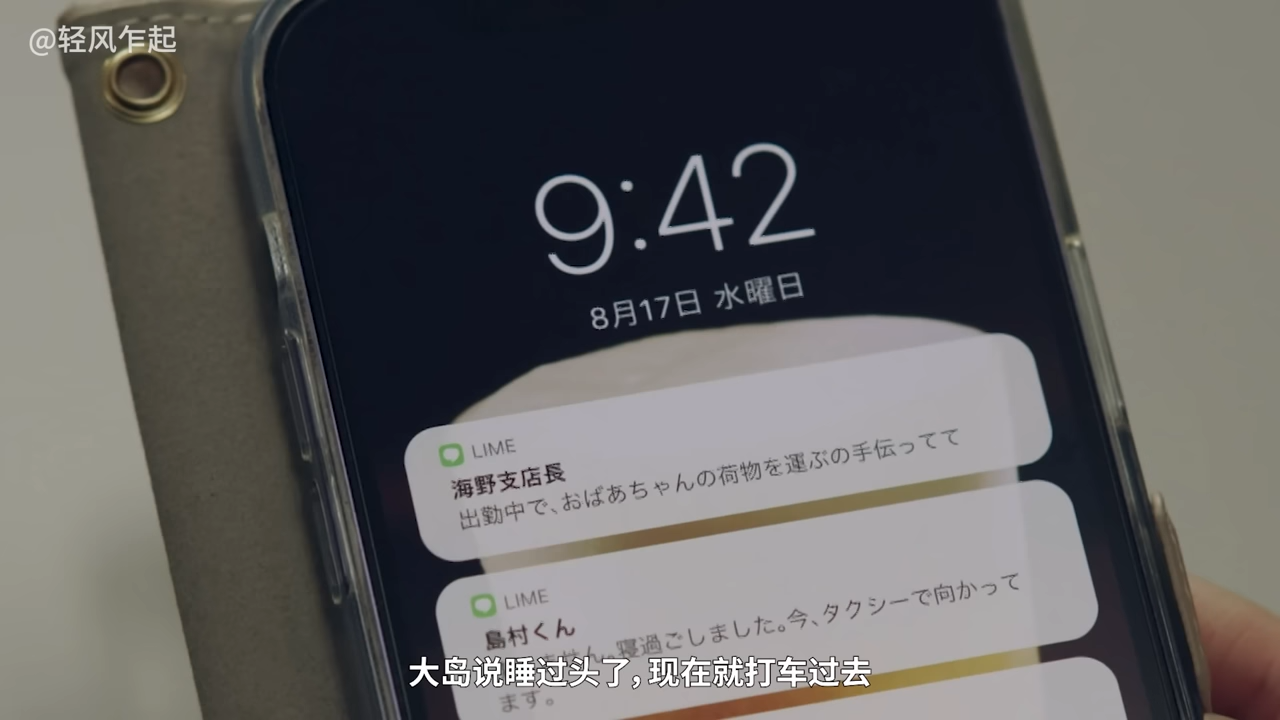 @轻风乍起
9:42
8月17日 水曜日
LIME
海野支店長
出勤中で、おばあちゃんの荷物を運ぶの手伝ってて
LIME
島村くん
寝過ごしました。今、タクシーで向かって
ます。
大岛说睡过头了，现在就打车过去